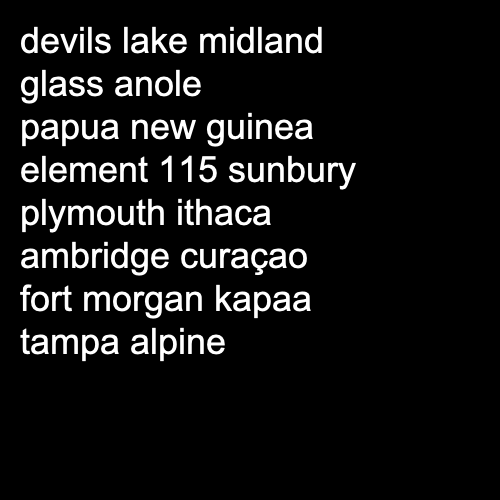 devils lake midland
glass anole
papua new guinea
element 115 sunbury
plymouth ithaca
ambridge curaçao
fort morgan kapaa
tampa alpine